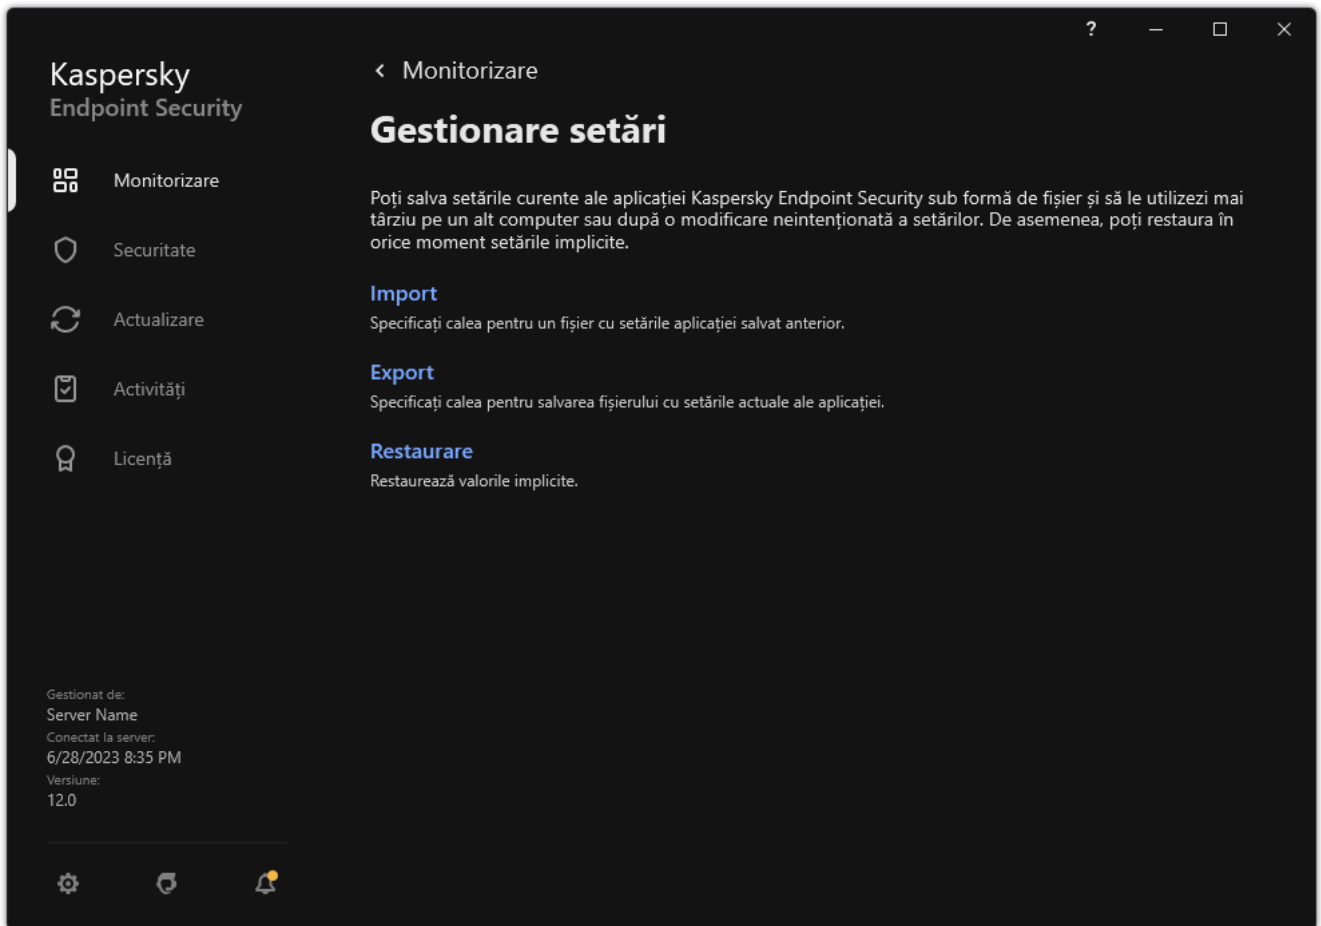 ?
Kaspersky
Endpoint Security
Monitorizare
Securitate
Actualizare
Activități
Licență
Gestionat de:
Server Name
Conectat la server:
6/28/2023 8:35 PM
Versiune:
12.0
Monitorizare
Gestionare setări
Poți salva setările curente ale aplicației Kaspersky Endpoint Security sub formă de fișier și să le utilizezi mai
târziu pe un alt computer sau după o modificare neintenționată a setărilor. De asemenea, poți restaura în
orice moment setările implicite.
Import
Specificați calea pentru un fișier cu setările aplicației salvat anterior.
Export
Specificați calea pentru salvarea fișierului cu setările actuale ale aplicației.
Restaurare
Restaurează valorile implicite.